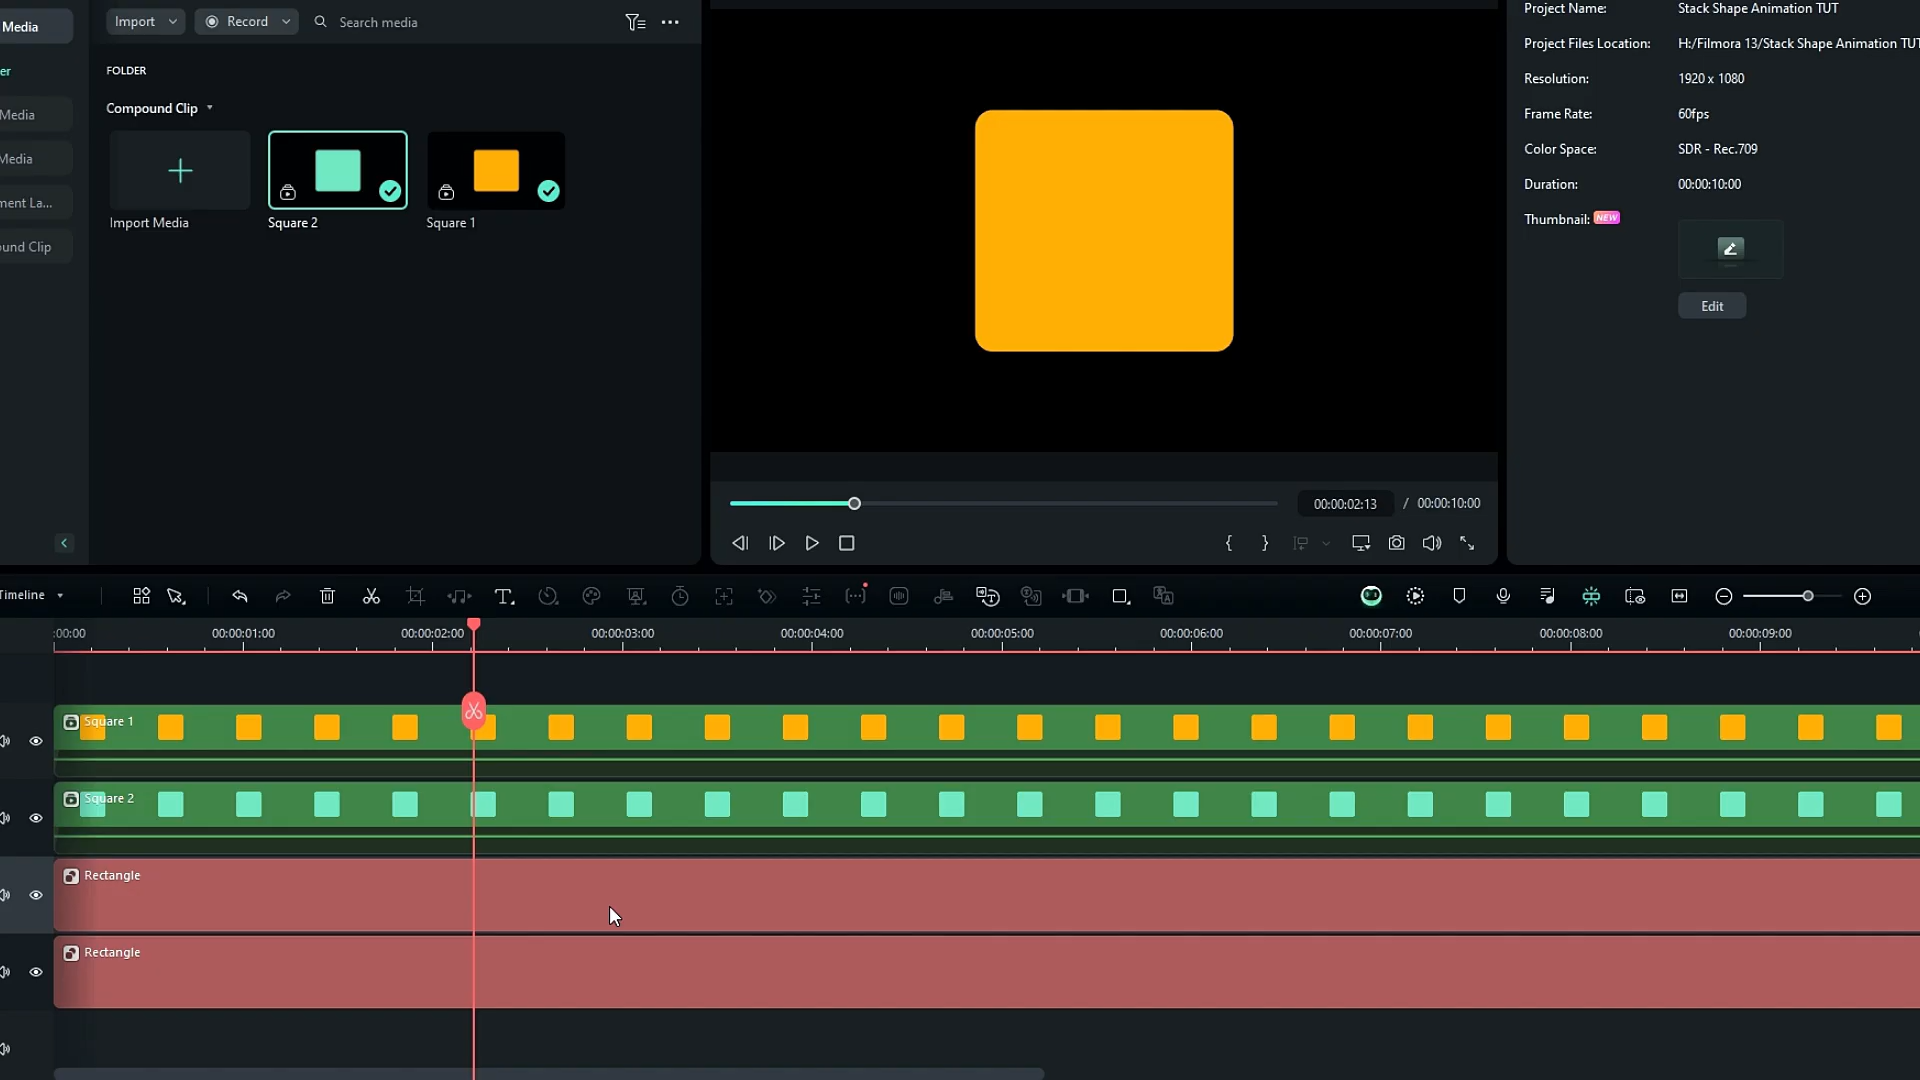 Media
Import
Record
Search media
er
Media
Media
ment La...
und Clip
FOLDER
Compound Clip
Import Media
Square 2
Square 1
00:00:02:13 / 00:00:10:00
Project Name: Stack Shape Animation TUT
Project Files Location: H:/Filmora 13/Stack Shape Animation TUT
Resolution: 1920 x 1080
Frame Rate: 60fps
Color Space: SDR - Rec.709
Duration: 00:00:10:00
Thumbnail: NEW
Edit
Timeline
:00:00 00:00:01:00 00:00:02:00 00:00:03:00 00:00:04:00 00:00:05:00 00:00:06:00 00:00:07:00 00:00:08:00 00:00:09:00
Square 1
Square 2
Rectangle
Rectangle